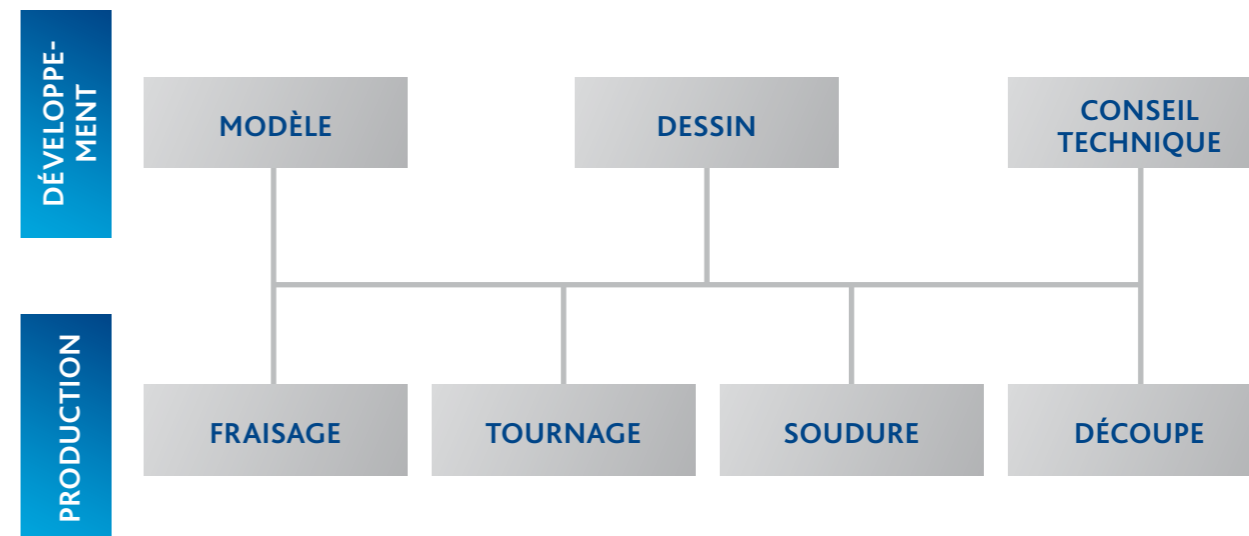 DÉVELOPPE-
MENT
MODÈLE
DESSIN
CONSEIL
TECHNIQUE
PRODUCTION
FRAISAGE
TOURNAGE
SOUDURE
DÉCOUPE